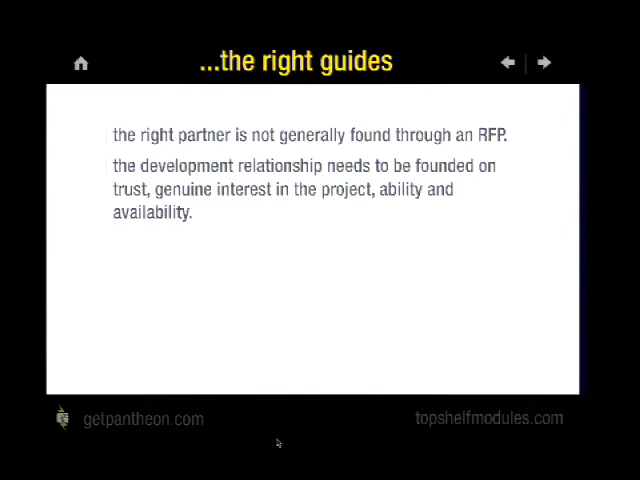 ...the right guides
the right partner is not generally found through an RFP.
the development relationship needs to be founded on
trust, genuine interest in the project, ability and
availability.
getpantheon.com
topshelfmodules.com